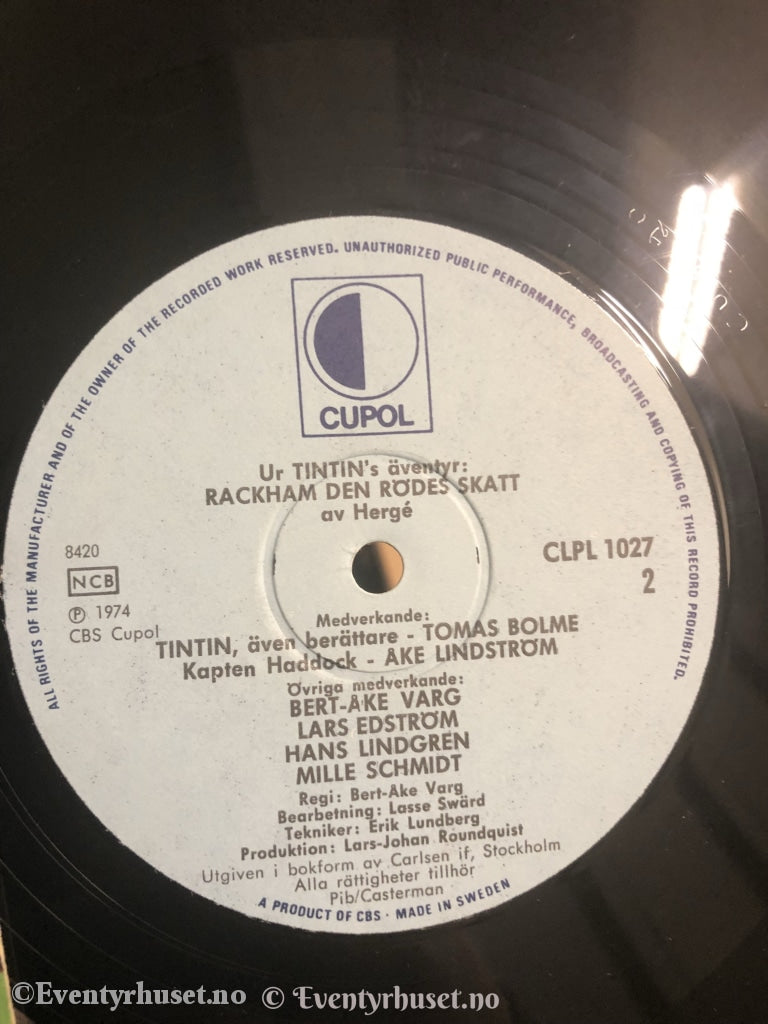 ALL RIGHTS OF THE MANUFACTURER AND OF THE OWNER OF THE RECORDED WORK RESERVED. UNAUTHORIZED PUBLIC PERFORMANCE, BROADCASTING AND COPYING OF THIS RECORD PROHIBITED.
CUPOL
Ur TINTIN's äventyr:
RACKHAM DEN RÖDES SKATT
av Hergé
8420
NCB
Ⓟ 1974
CBS Cupol
CLPL 1027
2
Medverkande:
TINTIN, även berättare - TOMAS BOLME
Kapten Haddock - ÅKE LINDSTRÖM
Övriga medverkande:
BERT-ÅKE VARG
LARS EDSTRÖM
HANS LINDGREN
MILLE SCHMIDT
Regi: Bert-Åke Varg
Bearbetning: Lasse Swärd
Tekniker: Erik Lundberg
Produktion: Lars-Johan Roundquist
Utgiven i bokform av Carlsen if, Stockholm
Alla rättigheter tillhör
Pib/Casterman
A PRODUCT OF CBS · MADE IN SWEDEN
©Eventyrhuset.no © Eventyrhuset.no